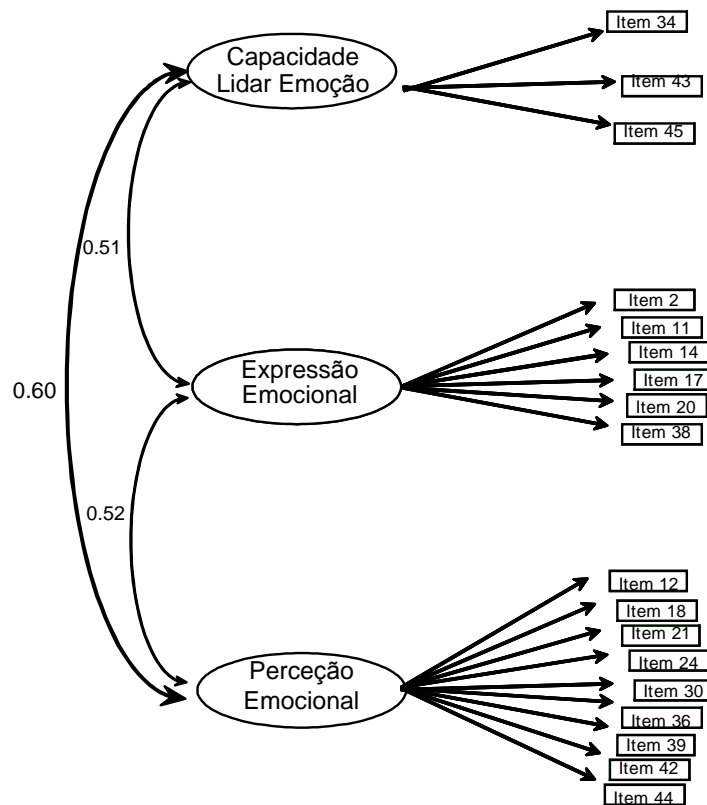 Capacidade
Lidar Emoção
Item 34
Item 43
Item 45
0.51
Expressão
Emocional
Item 2
Item 11
Item 14
Item 17
Item 20
Item 38
0.60
0.52
Perceção
Emocional
Item 12
Item 18
Item 21
Item 24
Item 30
Item 36
Item 39
Item 42
Item 44